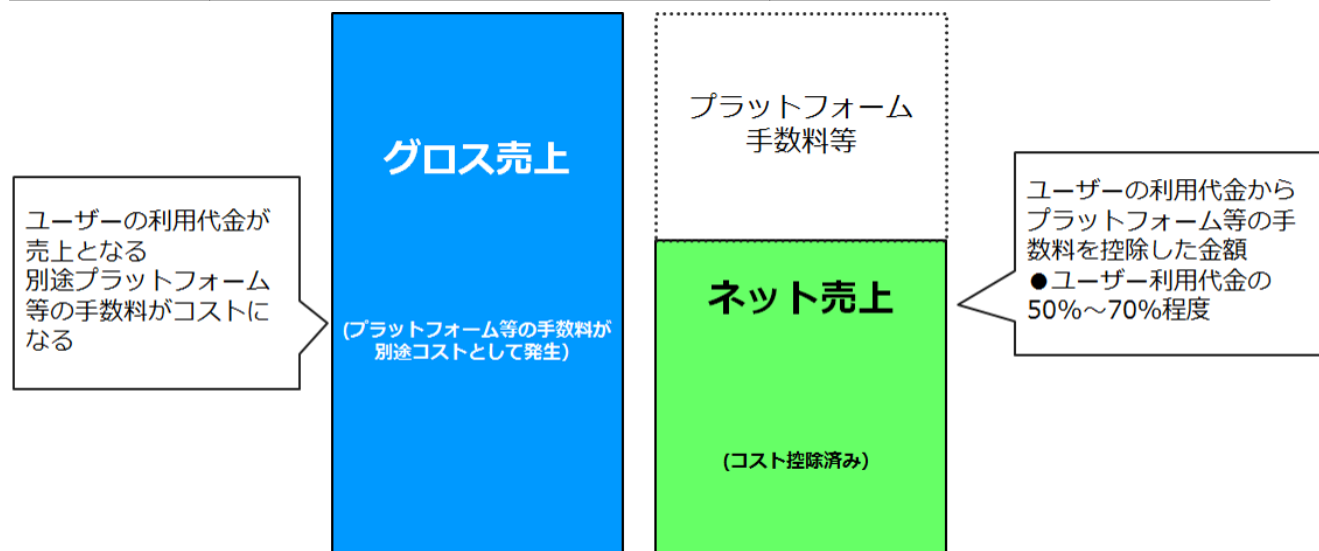 グロス売上
(プラットフォーム等の手数料が
別途コストとして発生)
ユーザーの利用代金が
売上となる
別途プラットフォーム
等の手数料がコストに
なる
プラットフォーム
手数料等
ネット売上
(コスト控除済み)
ユーザーの利用代金から
プラットフォーム等の手
数料を控除した金額
●ユーザー利用代金の
50%～70%程度